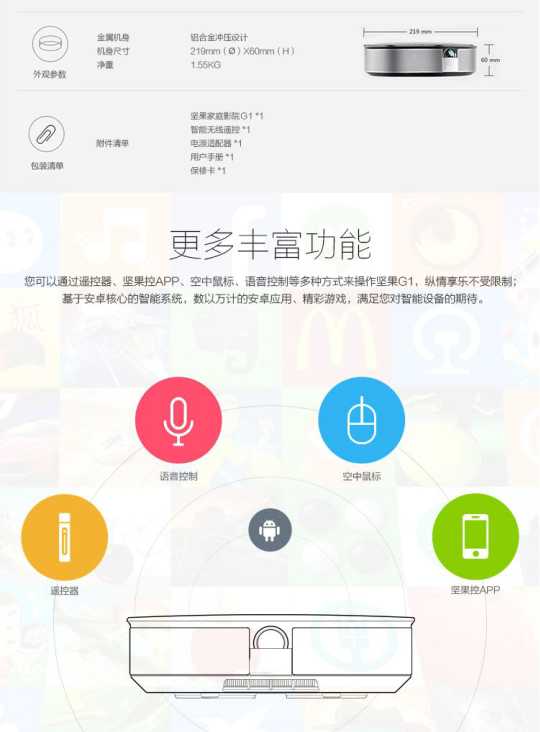 金属机身 铝合金冲压设计
机身尺寸 219mm（Ø）X60mm（H）
净重 1.55KG
外观参数
219 mm
60 mm
坚果家庭影院G1 *1
智能无线遥控 *1
附件清单 电源适配器 *1
用户手册 *1
保修卡 *1
包装清单
更多丰富功能
您可以通过遥控器、坚果控APP、空中鼠标、语音控制等多种方式来操作坚果G1，纵情享乐不受限制；
基于安卓核心的智能系统，数以万计的安卓应用、精彩游戏，满足您对智能设备的期待。
语音控制
空中鼠标
遥控器
坚果控APP
狐